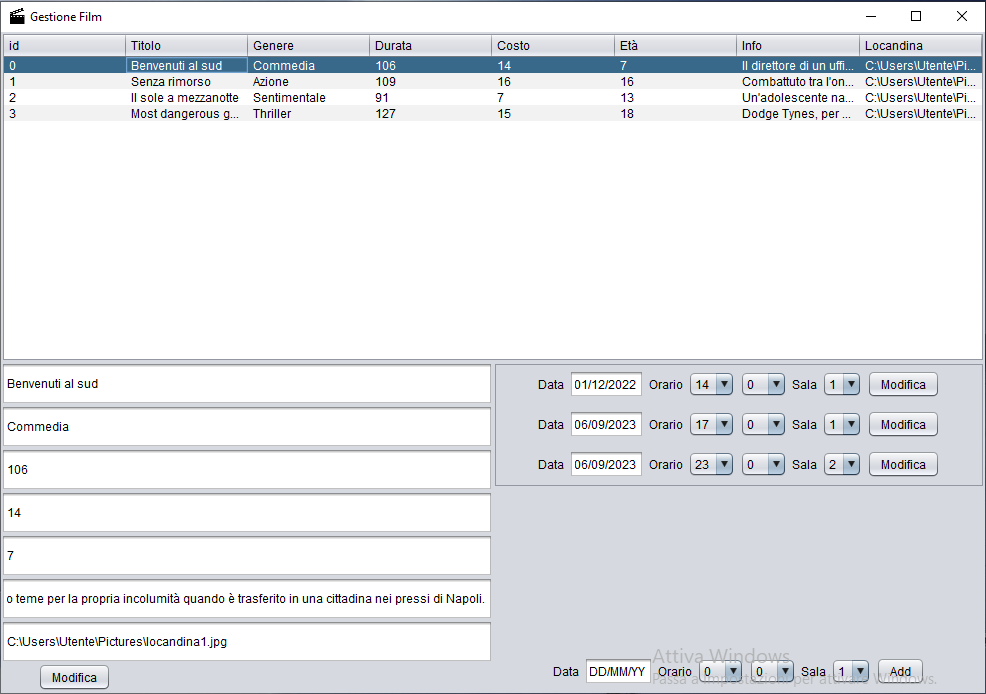 Gestione Film
id Titolo Genere Durata Costo Età Info Locandina
0 Benvenuti al sud Commedia 106 14 7 Il direttore di un uffi... C:\Users\Utente\Pi...
1 Senza rimorso Azione 109 16 16 Combattuto tra l'on... C:\Users\Utente\Pi...
2 Il sole a mezzanotte Sentimentale 91 7 13 Un'adolescente na... C:\Users\Utente\Pi...
3 Most dangerous g... Thriller 127 15 18 Dodge Tynes, per ... C:\Users\Utente\Pi...
Benvenuti al sud
Commedia
106
14
7
o teme per la propria incolumità quando è trasferito in una cittadina nei pressi di Napoli.
C:\Users\Utente\Pictures\locandina1.jpg
Modifica
Data 01/12/2022 Orario 14 0 Sala 1 Modifica
Data 06/09/2023 Orario 17 0 Sala 1 Modifica
Data 06/09/2023 Orario 23 0 Sala 2 Modifica
Attiva Windows
Passa a Impostazioni per attivare Windows.
Data DD/MM/YY Orario 0 0 Sala 1 Add